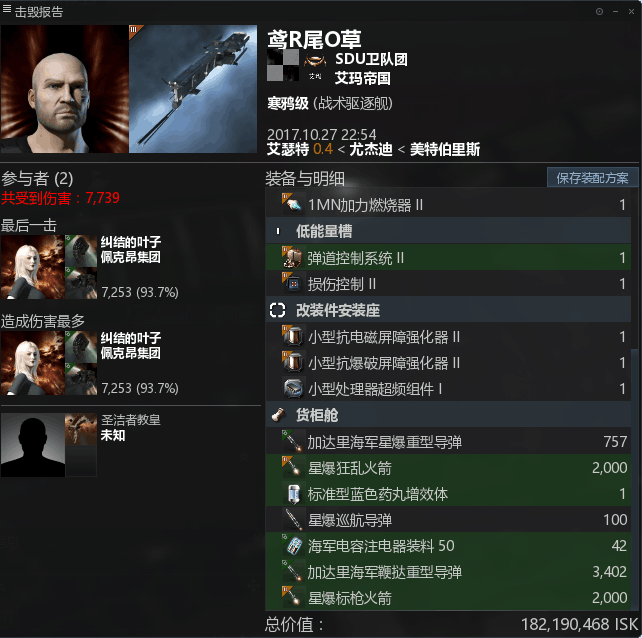 击毁报告
鸢R尾O草
SDU卫队团
艾玛
艾玛帝国
寒鸦级 (战术驱逐舰)
2017.10.27 22:54
艾瑟特 0.4 < 尤杰迪 < 美特伯里斯
参与者 (2)
共受到伤害：7,739
最后一击
纠结的叶子
佩克昂集团
7,253 (93.7%)
造成伤害最多
纠结的叶子
佩克昂集团
7,253 (93.7%)
圣洁者教皇
未知
装备与明细
保存装配方案
1MN加力燃烧器 II 1
低能量槽
弹道控制系统 II 1
损伤控制 II 1
改装件安装座
小型抗电磁屏障强化器 II 1
小型抗爆破屏障强化器 II 1
小型处理器超频组件 I 1
货柜舱
加达里海军星爆重型导弹 757
星爆狂乱火箭 2,000
标准型蓝色药丸增效体 1
星爆巡航导弹 100
海军电容注电器装料 50 42
加达里海军鞭挞重型导弹 3,402
星爆标枪火箭 2,000
总价值： 182,190,468 ISK